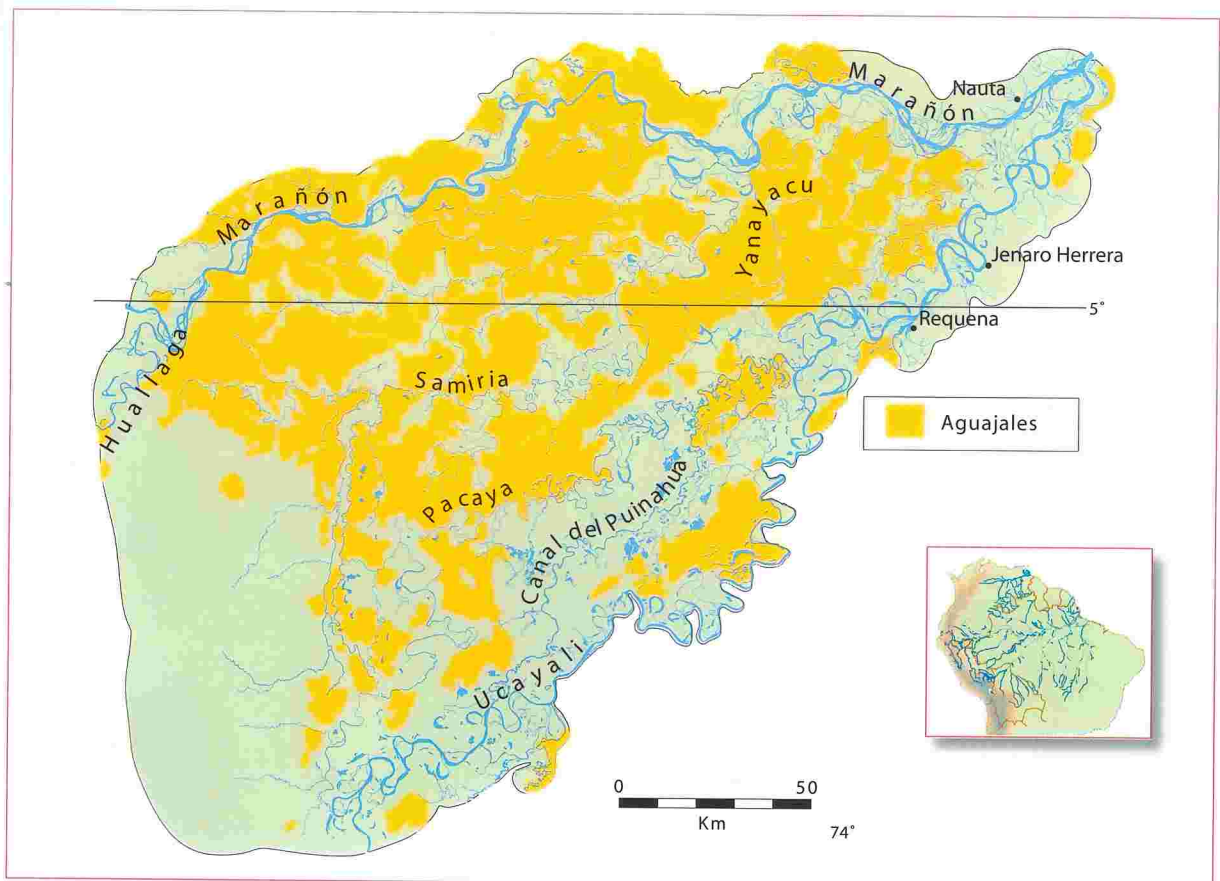 Marañón
Nauta
Marañón
Yanayacu
Jenaro Herrera
5°
Requena
Huallaga
Samiria
Aguajales
Pacaya
Canal del Puinahua
Ucayali
0 50
Km
74°